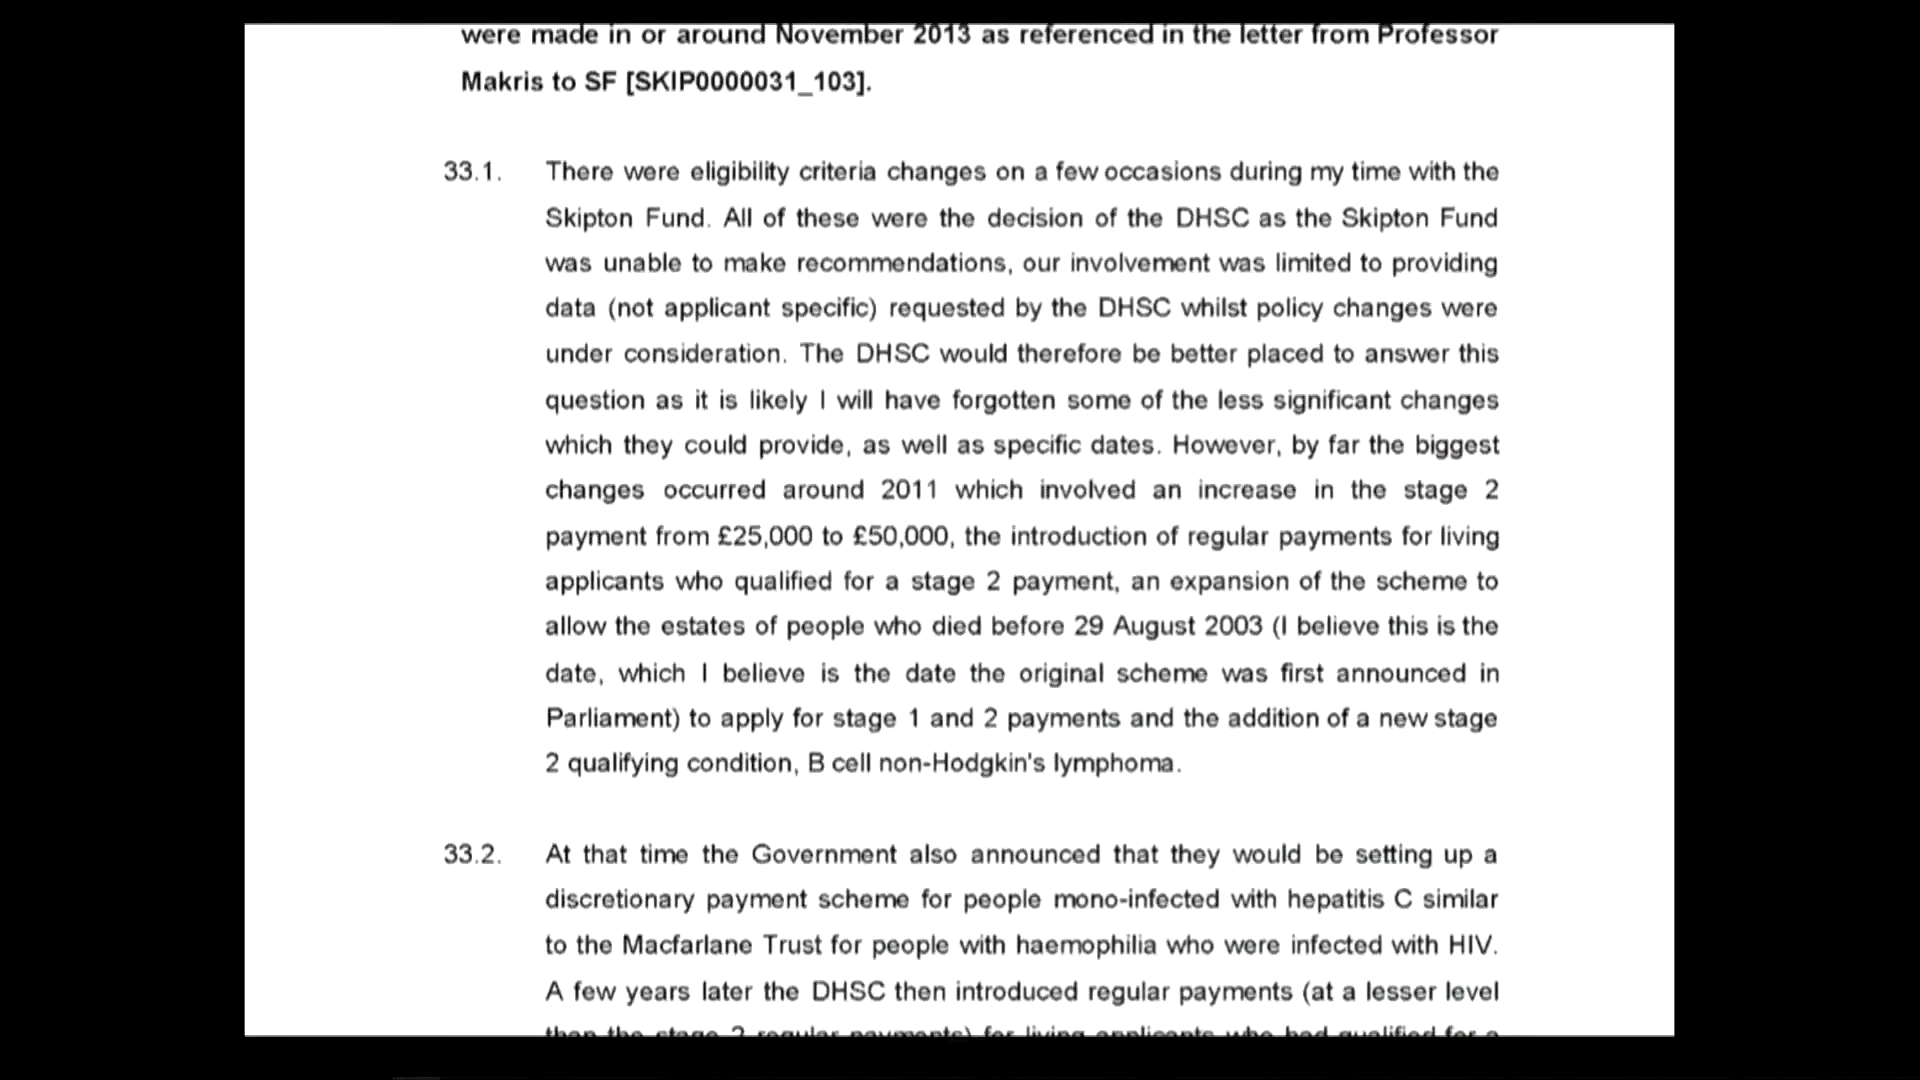 were made in or around November 2013 as referenced in the letter from Professor
Makris to SF [SKIP0000031_103].
33.1. There were eligibility criteria changes on a few occasions during my time with the
Skipton Fund. All of these were the decision of the DHSC as the Skipton Fund
was unable to make recommendations, our involvement was limited to providing
data (not applicant specific) requested by the DHSC whilst policy changes were
under consideration. The DHSC would therefore be better placed to answer this
question as it is likely I will have forgotten some of the less significant changes
which they could provide, as well as specific dates. However, by far the biggest
changes occurred around 2011 which involved an increase in the stage 2
payment from £25,000 to £50,000, the introduction of regular payments for living
applicants who qualified for a stage 2 payment, an expansion of the scheme to
allow the estates of people who died before 29 August 2003 (I believe this is the
date, which I believe is the date the original scheme was first announced in
Parliament) to apply for stage 1 and 2 payments and the addition of a new stage
2 qualifying condition, B cell non-Hodgkin's lymphoma.
33.2. At that time the Government also announced that they would be setting up a
discretionary payment scheme for people mono-infected with hepatitis C similar
to the Macfarlane Trust for people with haemophilia who were infected with HIV.
A few years later the DHSC then introduced regular payments (at a lesser level
than the stage 2 regular payments) for living applicants who had qualified for a